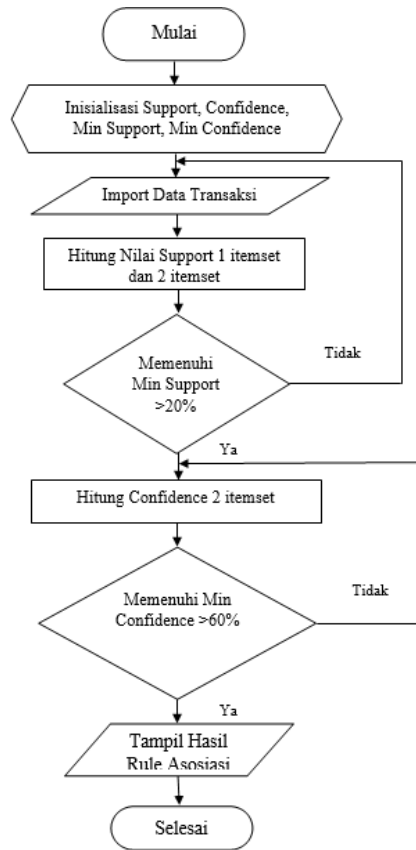 Mulai
Inisialisasi Support, Confidence,
Min Support, Min Confidence
Import Data Transaksi
Hitung Nilai Support 1 itemset
dan 2 itemset
Memenuhi
Min Support
>20%
Tidak
Ya
Hitung Confidence 2 itemset
Memenuhi Min
Confidence >60%
Tidak
Ya
Tampil Hasil
Rule Asosiasi
Selesai